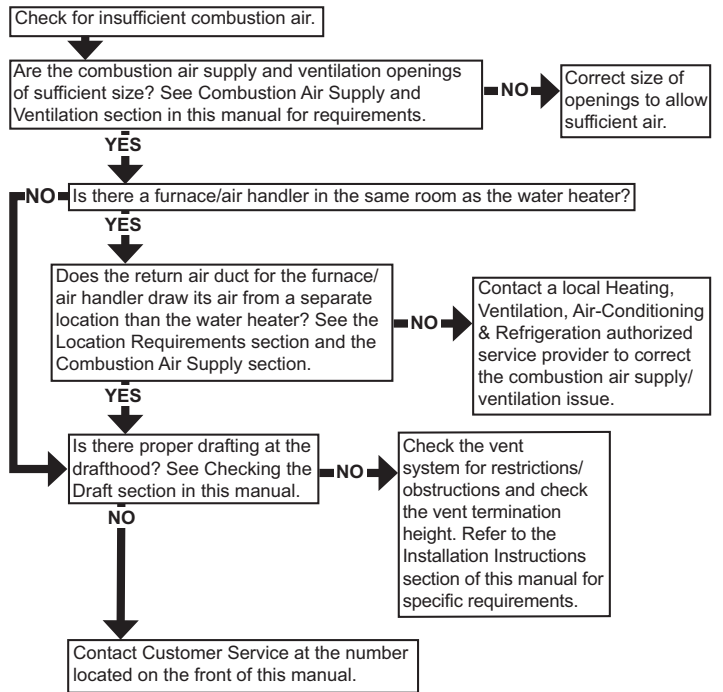 Check for insufficient combustion air.
Are the combustion air supply and ventilation openings
of sufficient size? See Combustion Air Supply and
Ventilation section in this manual for requirements.
NO
Correct size of
openings to allow
sufficient air.
YES
NO
Is there a furnace/air handler in the same room as the water heater?
YES
Does the return air duct for the furnace/
air handler draw its air from a separate
location than the water heater? See the
Location Requirements section and the
Combustion Air Supply section.
NO
Contact a local Heating,
Ventilation, Air-Conditioning
& Refrigeration authorized
service provider to correct
the combustion air supply/
ventilation issue.
YES
Is there proper drafting at the
drafthood? See Checking the
Draft section in this manual.
NO
Check the vent
system for restrictions/
obstructions and check
the vent termination
height. Refer to the
Installation Instructions
section of this manual for
specific requirements.
NO
Contact Customer Service at the number
located on the front of this manual.